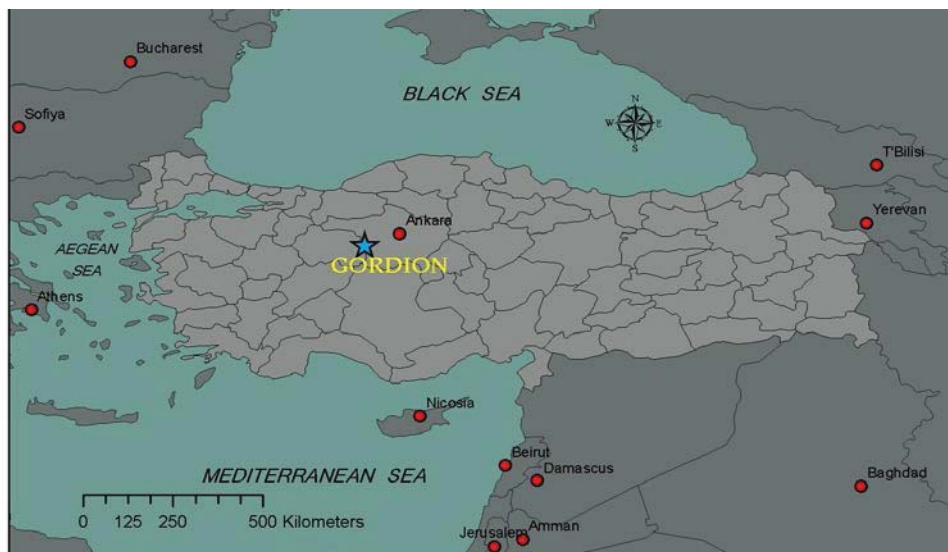 Bucharest
BLACK SEA
N
W E
S
Sofiya
T'Bilisi
Ankara
Yerevan
AEGEAN
SEA
GORDION
Athens
Nicosia
Beirut
MEDITERRANEAN SEA
Damascus
Baghdad
0 125 250 500 Kilometers
Jerusalem
Amman